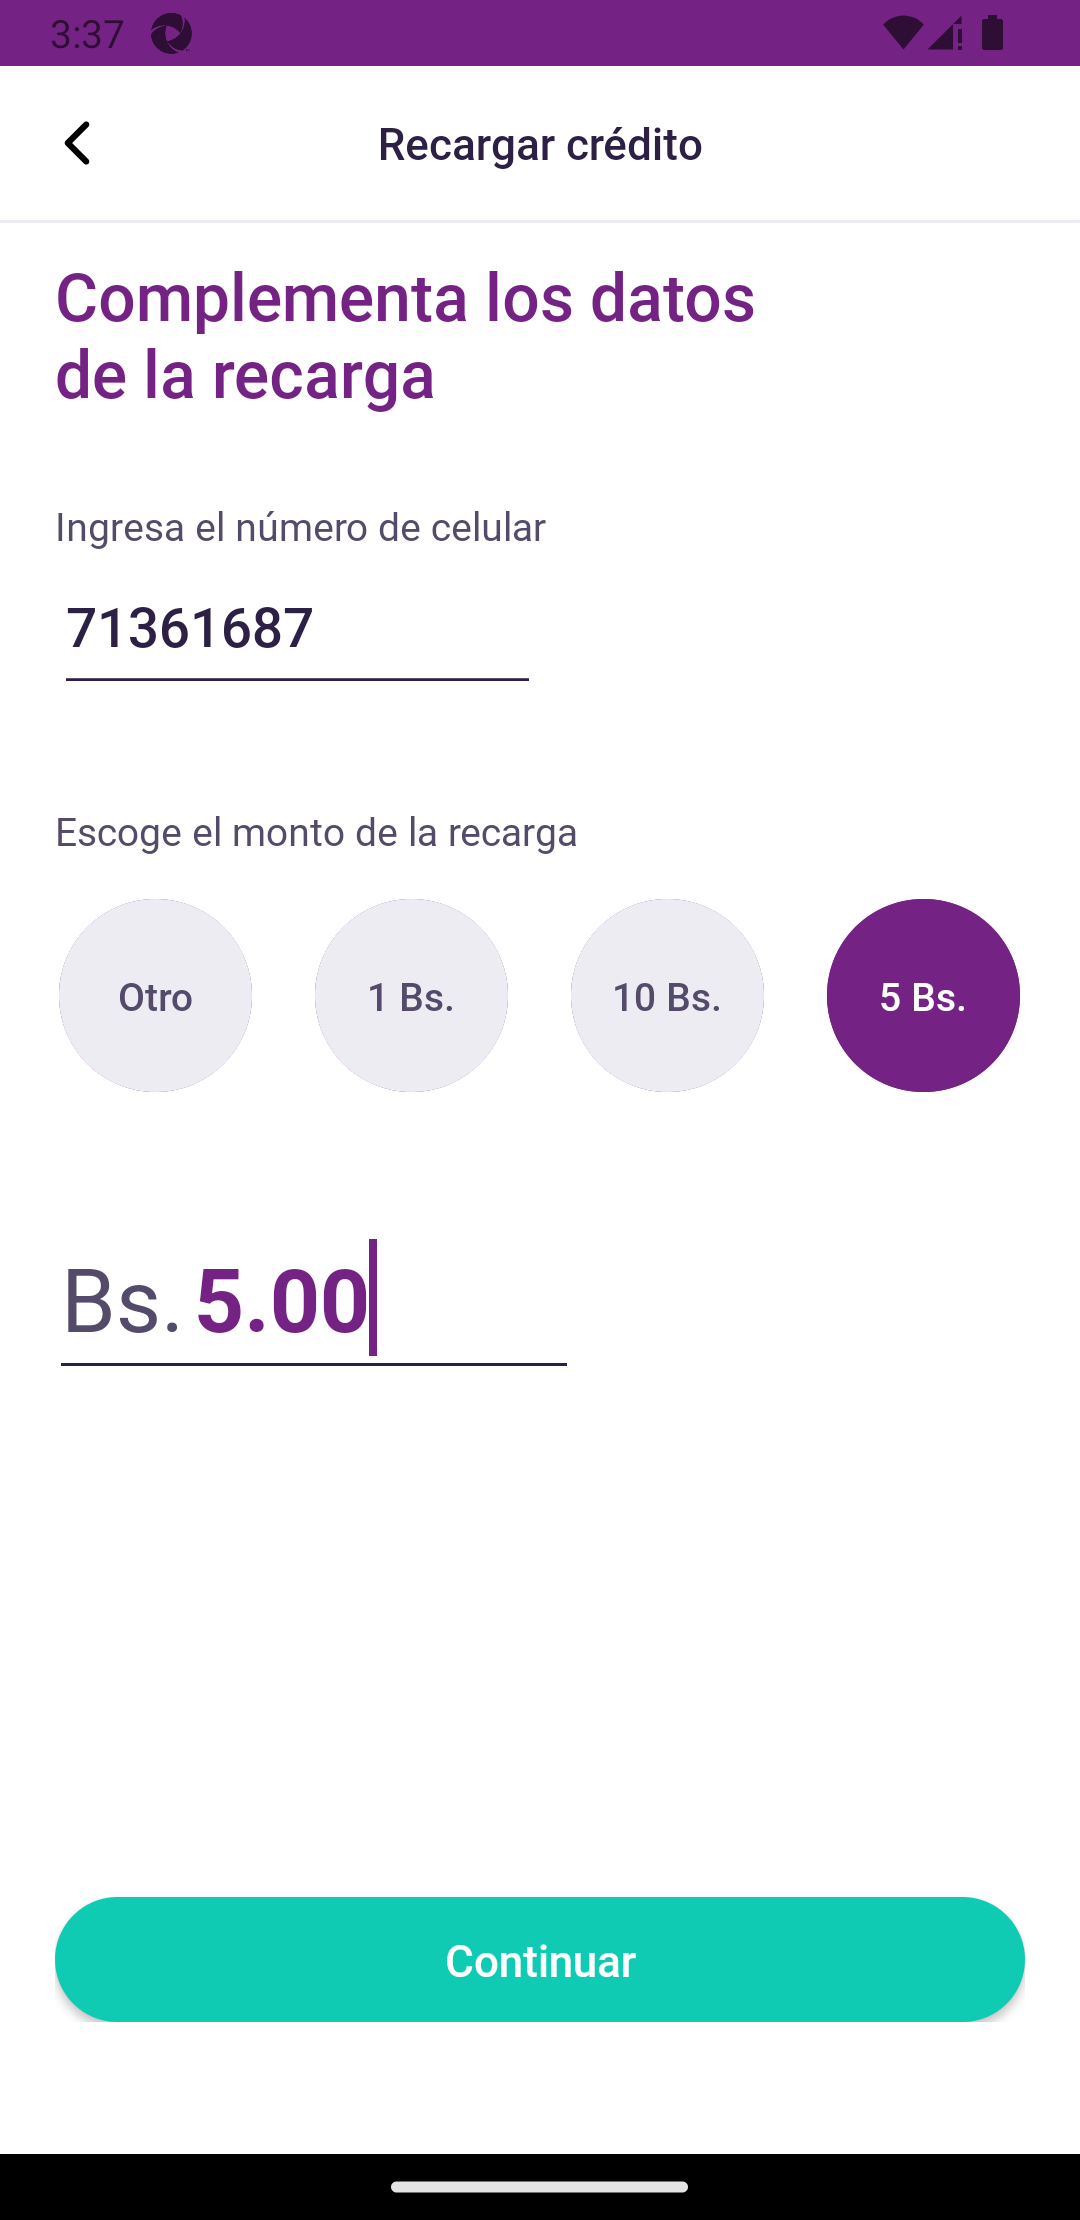 3:37
Recargar crédito
Complementa los datos
de la recarga
Ingresa el número de celular
71361687
Escoge el monto de la recarga
Otro
1 Bs.
10 Bs.
5 Bs.
Bs. 5.00
Continuar